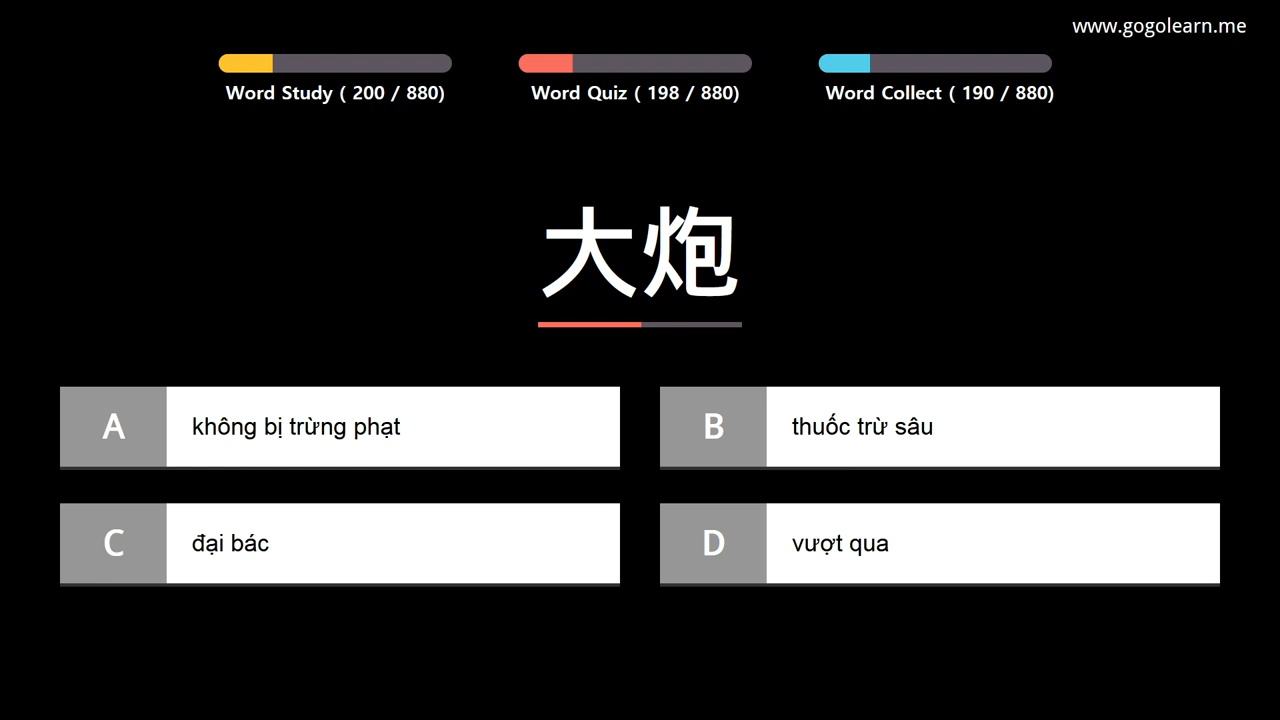 www.gogolearn.me
Word Study ( 200 / 880)
Word Quiz ( 198 / 880)
Word Collect ( 190 / 880)
大炮
A không bị trừng phạt
B thuốc trừ sâu
C đại bác
D vượt qua